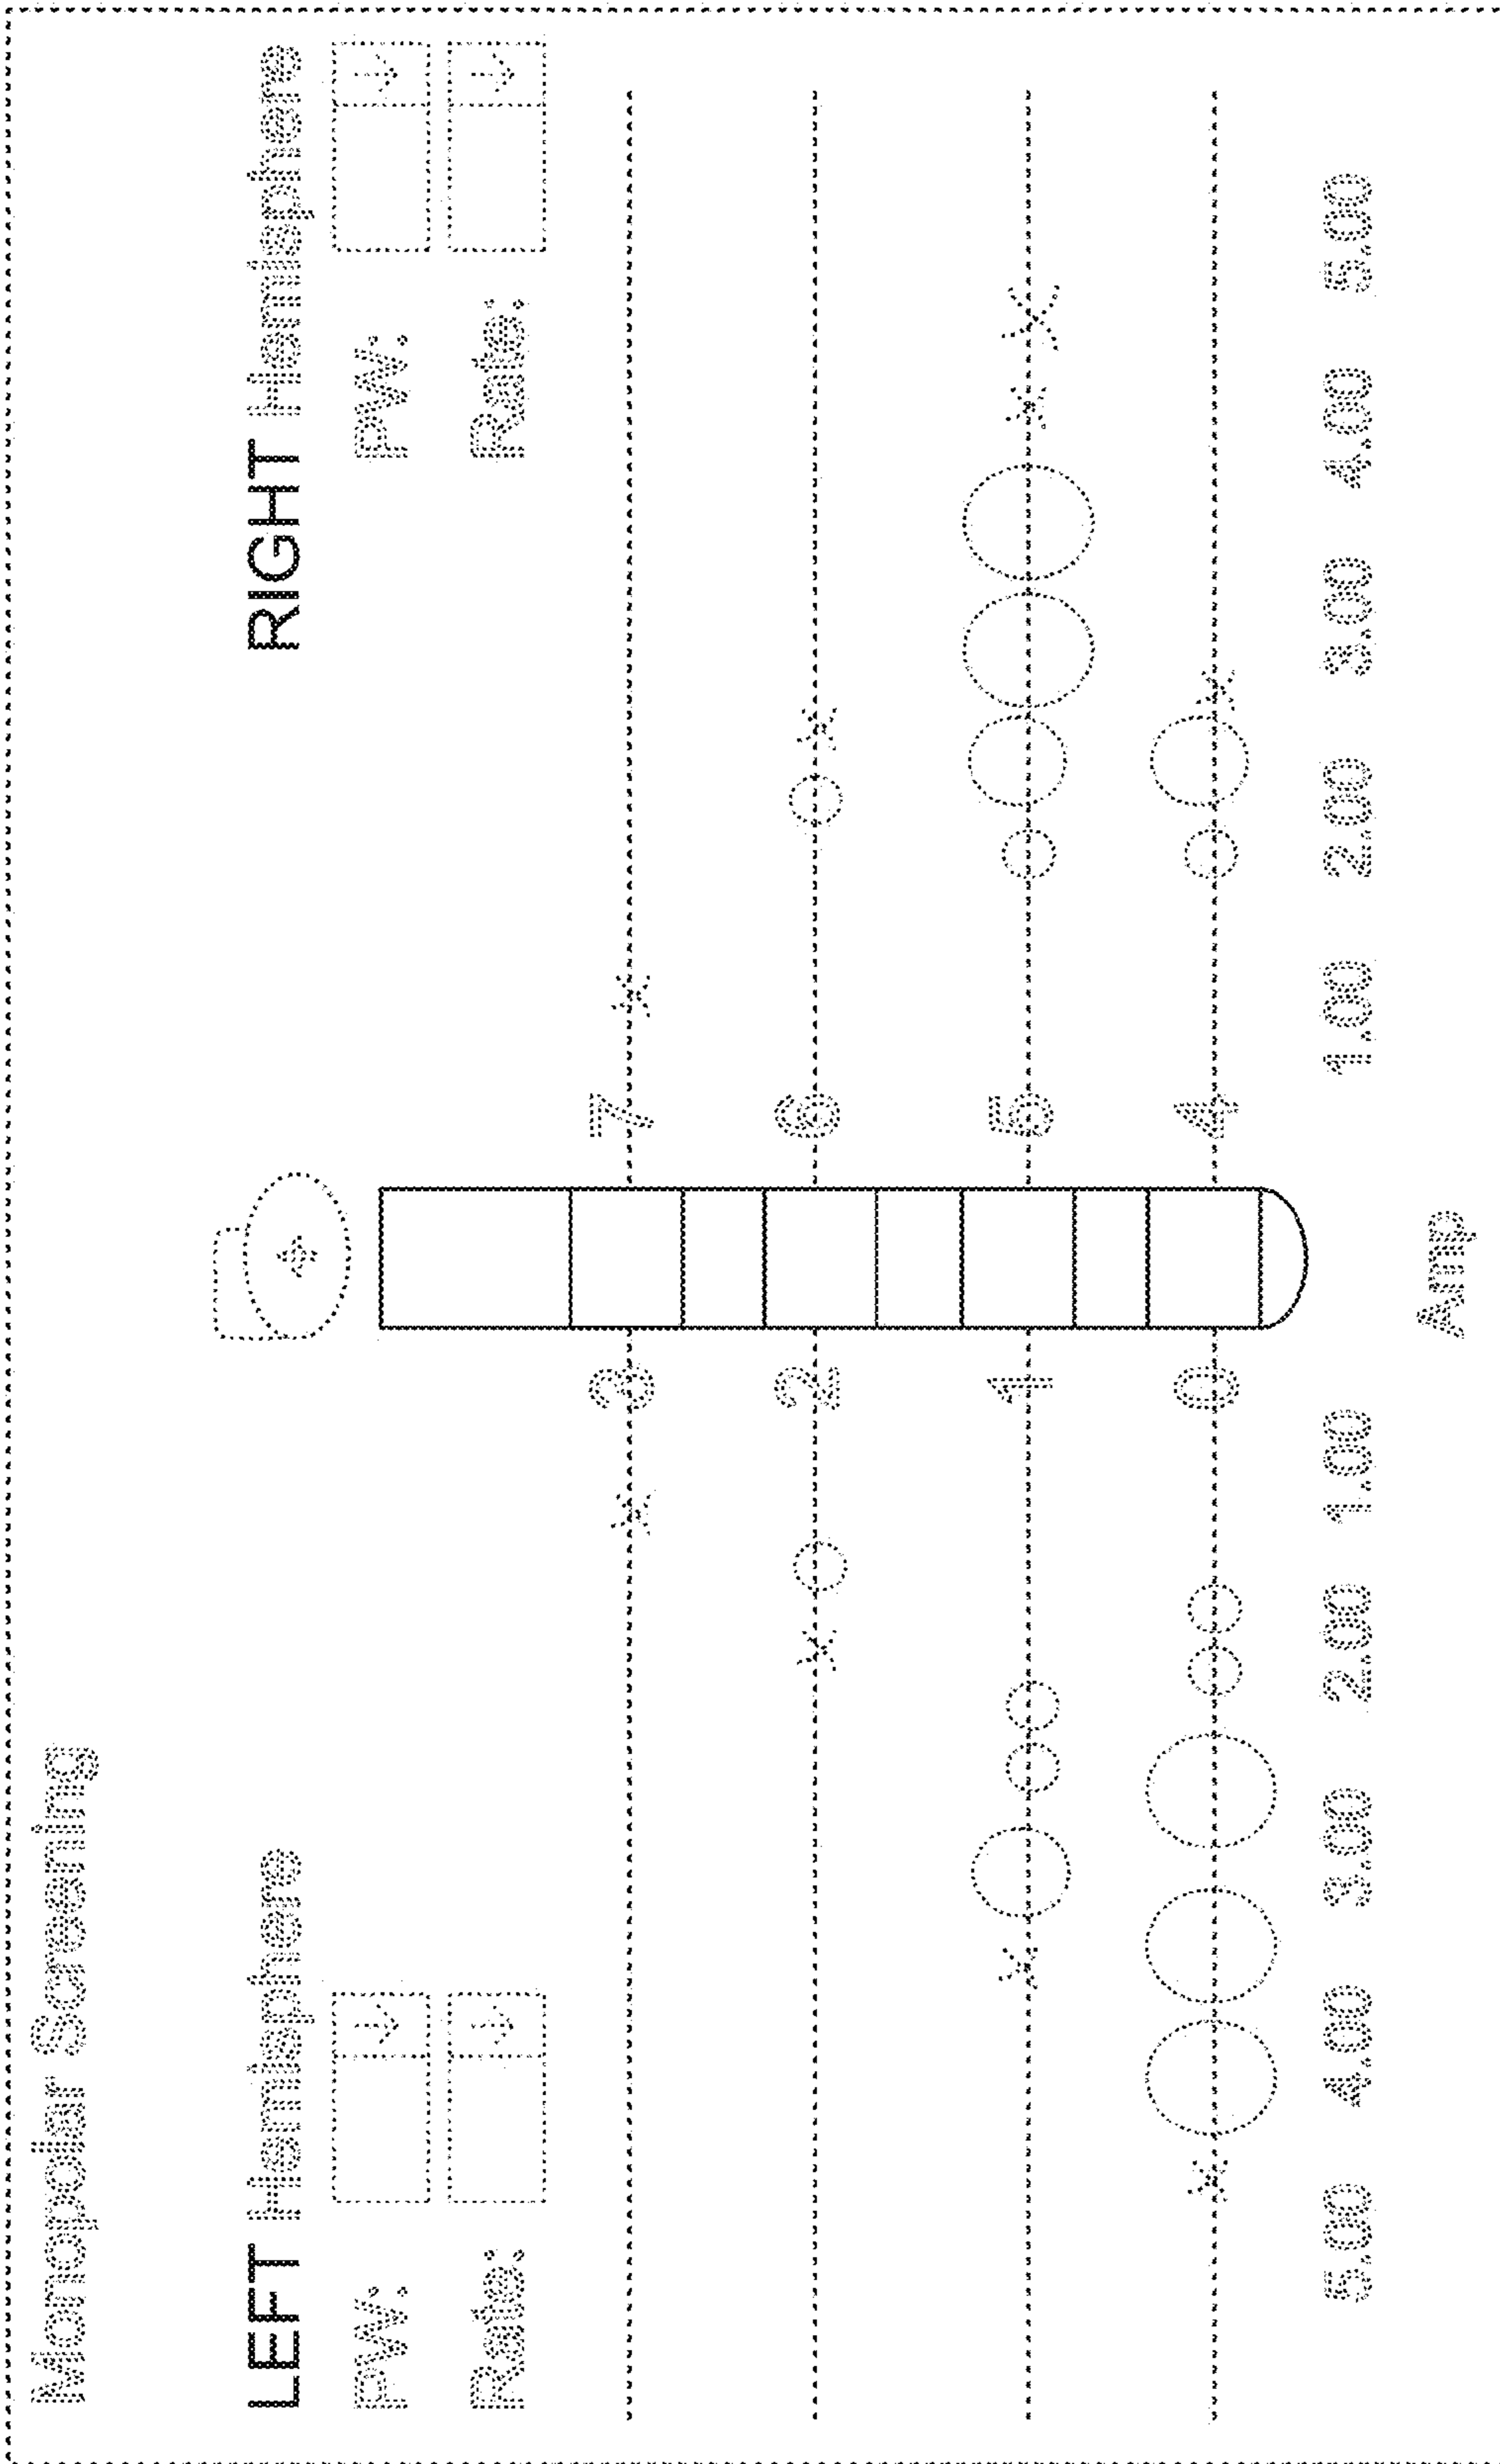 Monopolar Screening
LEFT Hemisphere
RIGHT Hemisphere
PW:
PW:
Rate:
Rate:
3
7
2
6
1
5
0
4
5.00 4.00 3.00 2.00 1.00
1.00 2.00 3.00 4.00 5.00
Amp